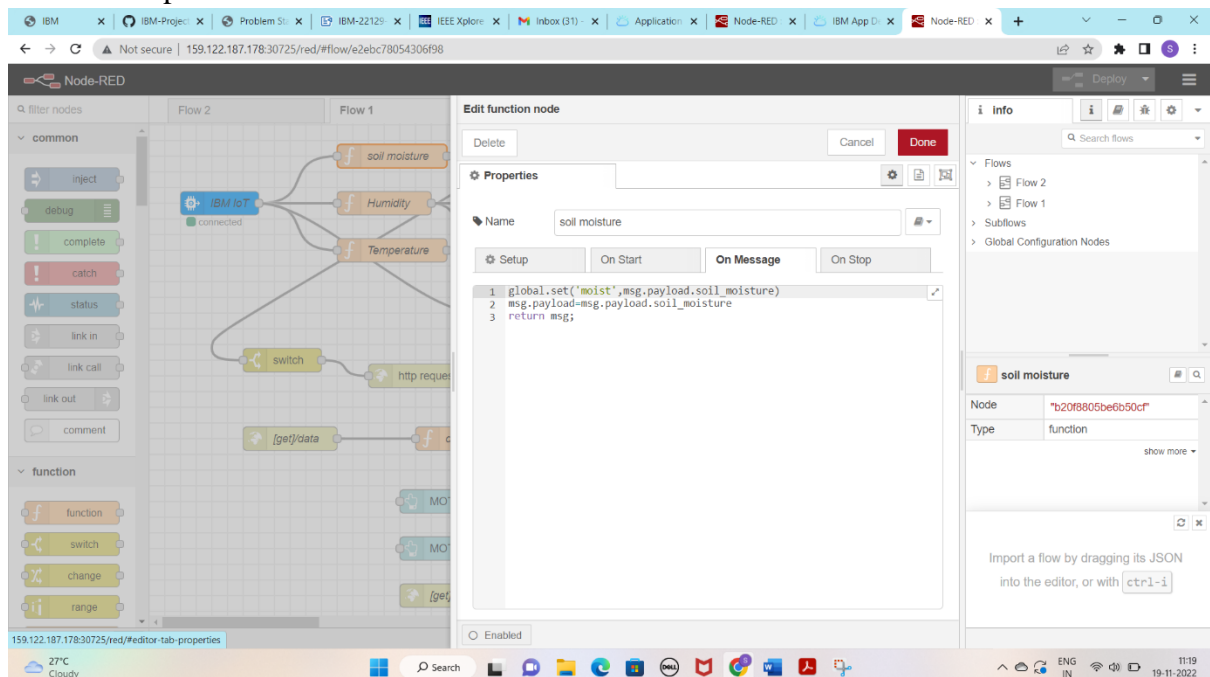 IBM
IBM-Project
Problem St
IBM-22129-
IEEE Xplore
Inbox (31) -
Application
Node-RED
IBM App D
Node-RED
Not secure | 159.122.187.178:30725/red/#flow/e2ebc78054306f98
Node-RED
Deploy
filter nodes
Flow 2
Flow 1
common
inject
debug
complete
catch
status
link in
link call
link out
comment
function
function
switch
change
range
soil moisture
IBM IoT
connected
Humidity
Temperature
switch
http reques
[get]/data
MO
MO
[get]
Edit function node
Delete
Cancel
Done
Properties
Name
soil moisture
Setup
On Start
On Message
On Stop
1 global.set('moist',msg.payload.soil_moisture)
2 msg.payload=msg.payload.soil_moisture
3 return msg;
Enabled
i info
i
Search flows
Flows
Flow 2
Flow 1
Subflows
Global Configuration Nodes
soil moisture
Node "b20f8805be6b50cf"
Type function
show more
Import a flow by dragging its JSON
into the editor, or with ctrl-i
159.122.187.178:30725/red/#editor-tab-properties
27°C
Cloudy
Search
DELL
ENG
IN
11:19
19-11-2022